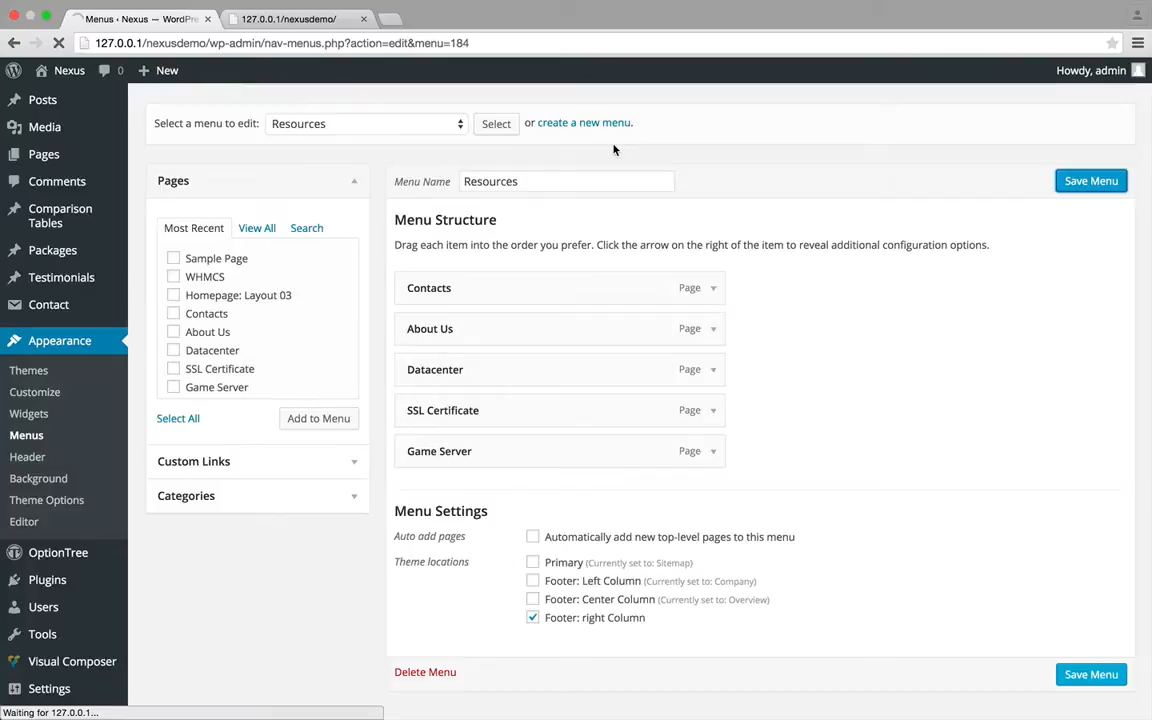 Menus ‹ Nexus — WordPre
127.0.0.1/nexusdemo/
127.0.0.1/nexusdemo/wp-admin/nav-menus.php?action=edit&menu=184
Nexus 0 New Howdy, admin
Posts
Media
Pages
Comments
Comparison
Tables
Packages
Testimonials
Contact
Appearance
Themes
Customize
Widgets
Menus
Header
Background
Theme Options
Editor
OptionTree
Plugins
Users
Tools
Visual Composer
Settings
Select a menu to edit: Resources Select or create a new menu.
Pages
Most Recent View All Search
Sample Page
WHMCS
Homepage: Layout 03
Contacts
About Us
Datacenter
SSL Certificate
Game Server
Select All Add to Menu
Custom Links
Categories
Menu Name Resources Save Menu
Menu Structure
Drag each item into the order you prefer. Click the arrow on the right of the item to reveal additional configuration options.
Contacts Page
About Us Page
Datacenter Page
SSL Certificate Page
Game Server Page
Menu Settings
Auto add pages Automatically add new top-level pages to this menu
Theme locations Primary (Currently set to: Sitemap)
Footer: Left Column (Currently set to: Company)
Footer: Center Column (Currently set to: Overview)
Footer: right Column
Delete Menu Save Menu
Waiting for 127.0.0.1...